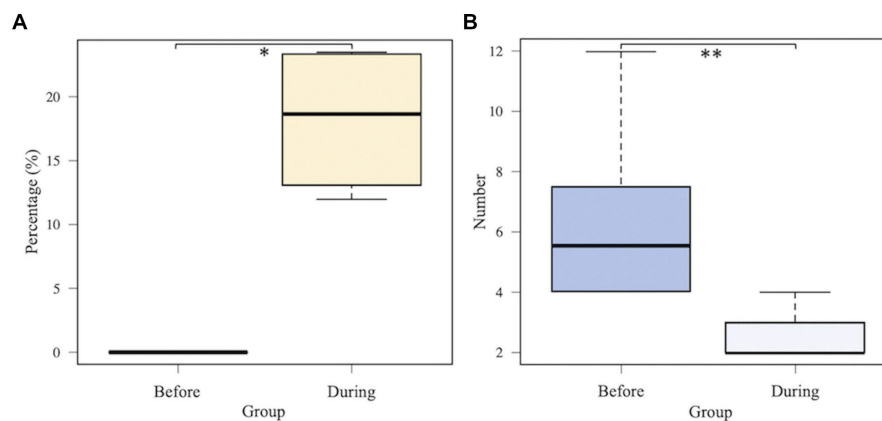 A
Percentage (%)
20
15
10
5
0
*
Before
During
Group
B
Number
12
10
8
6
4
2
**
Before
During
Group